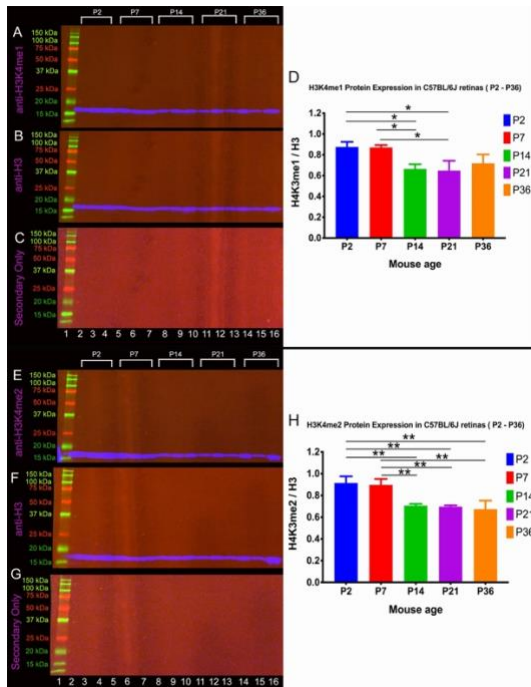 P2 P7 P14 P21 P36
A
anti-H3K4me1
150 kDa
100 kDa
75 kDa
50 kDa
37 kDa
25 kDa
20 kDa
15 kDa
B
anti-H3
150 kDa
100 kDa
75 kDa
50 kDa
37 kDa
25 kDa
20 kDa
15 kDa
C
Secondary Only
150 kDa
100 kDa
75 kDa
50 kDa
37 kDa
25 kDa
20 kDa
15 kDa
1 2 3 4 5 6 7 8 9 10 11 12 13 14 15 16
D
H3K4me1 Protein Expression in C57BL/6J retinas ( P2 - P36)
H4K3me1 / H3
1.2
1.0
0.8
0.6
0.4
0.2
0.0
*
*
*
*
P2 P7 P14 P21 P36
Mouse age
P2
P7
P14
P21
P36
P2 P7 P14 P21 P36
E
anti-H3K4me2
150 kDa
100 kDa
75 kDa
50 kDa
37 kDa
25 kDa
20 kDa
15 kDa
F
anti-H3
150 kDa
100 kDa
75 kDa
50 kDa
37 kDa
25 kDa
20 kDa
15 kDa
G
Secondary Only
150 kDa
100 kDa
75 kDa
50 kDa
37 kDa
25 kDa
20 kDa
15 kDa
1 2 3 4 5 6 7 8 9 10 11 12 13 14 15 16
H
H3K4me2 Protein Expression in C57BL/6J retinas ( P2 - P36)
H4K3me2 / H3
1.2
1.0
0.8
0.6
0.4
0.2
0.0
**
**
**
**
**
**
P2 P7 P14 P21 P36
Mouse age
P2
P7
P14
P21
P36